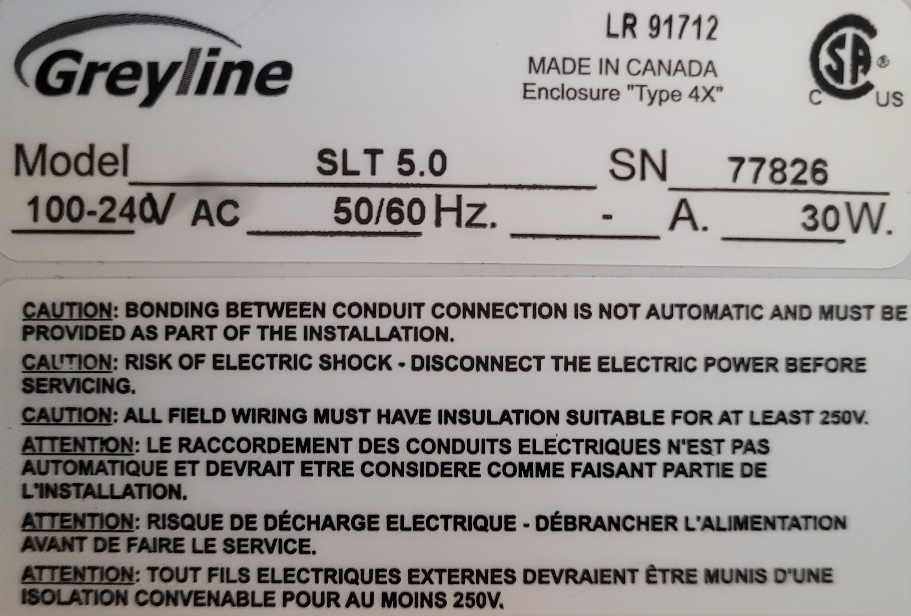 Greyline
LR 91712
MADE IN CANADA
Enclosure "Type 4X"
CSA ®
C US
Model SLT 5.0 SN 77826
100-240V AC 50/60 Hz. - A. 30 W.
CAUTION: BONDING BETWEEN CONDUIT CONNECTION IS NOT AUTOMATIC AND MUST BE
PROVIDED AS PART OF THE INSTALLATION.
CAUTION: RISK OF ELECTRIC SHOCK - DISCONNECT THE ELECTRIC POWER BEFORE
SERVICING.
CAUTION: ALL FIELD WIRING MUST HAVE INSULATION SUITABLE FOR AT LEAST 250V.
ATTENTION: LE RACCORDEMENT DES CONDUITS ELECTRIQUES N'EST PAS
AUTOMATIQUE ET DEVRAIT ETRE CONSIDERE COMME FAISANT PARTIE DE
L'INSTALLATION.
ATTENTION: RISQUE DE DÉCHARGE ELECTRIQUE - DÉBRANCHER L'ALIMENTATION
AVANT DE FAIRE LE SERVICE.
ATTENTION: TOUT FILS ELECTRIQUES EXTERNES DEVRAIENT ÊTRE MUNIS D'UNE
ISOLATION CONVENABLE POUR AU MOINS 250V.